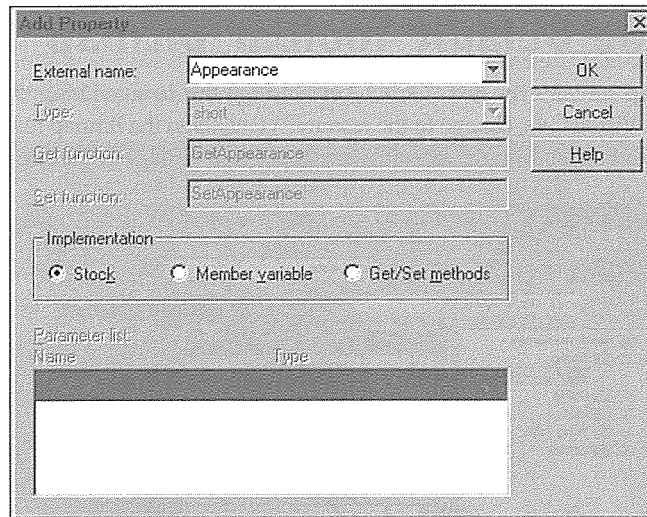 Add Property
External name: Appearance OK
Type: short Cancel
Get function: GetAppearance Help
Set function: SetAppearance
Implementation
Stock Member variable Get/Set methods
Parameter list:
Name Type